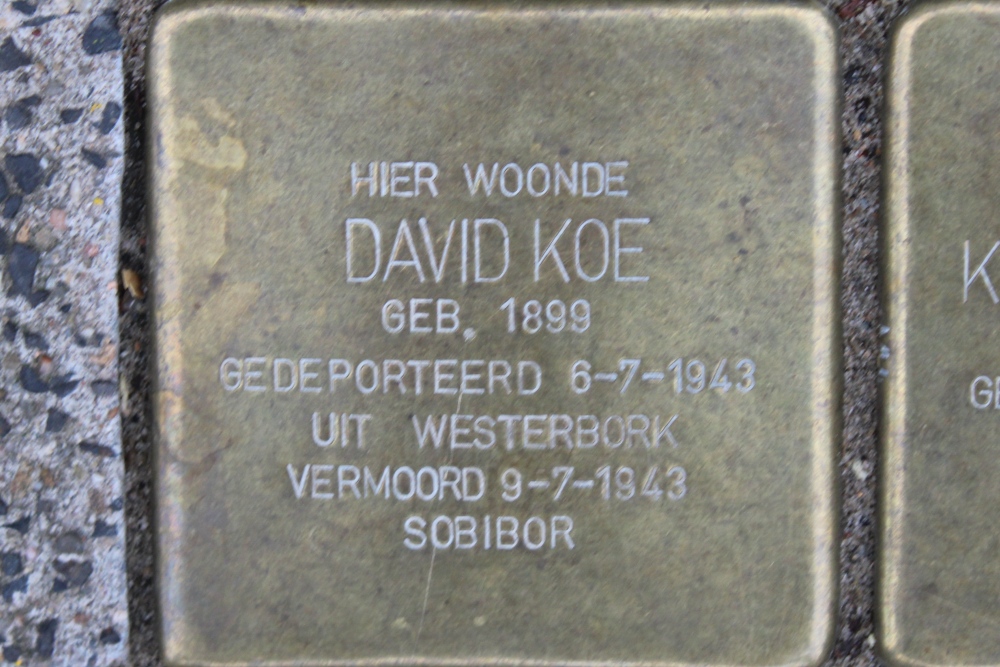 HIER WOONDE
DAVID KOE
GEB. 1899
GEDEPORTEERD 6-7-1943
UIT WESTERBORK
VERMOORD 9-7-1943
SOBIBOR